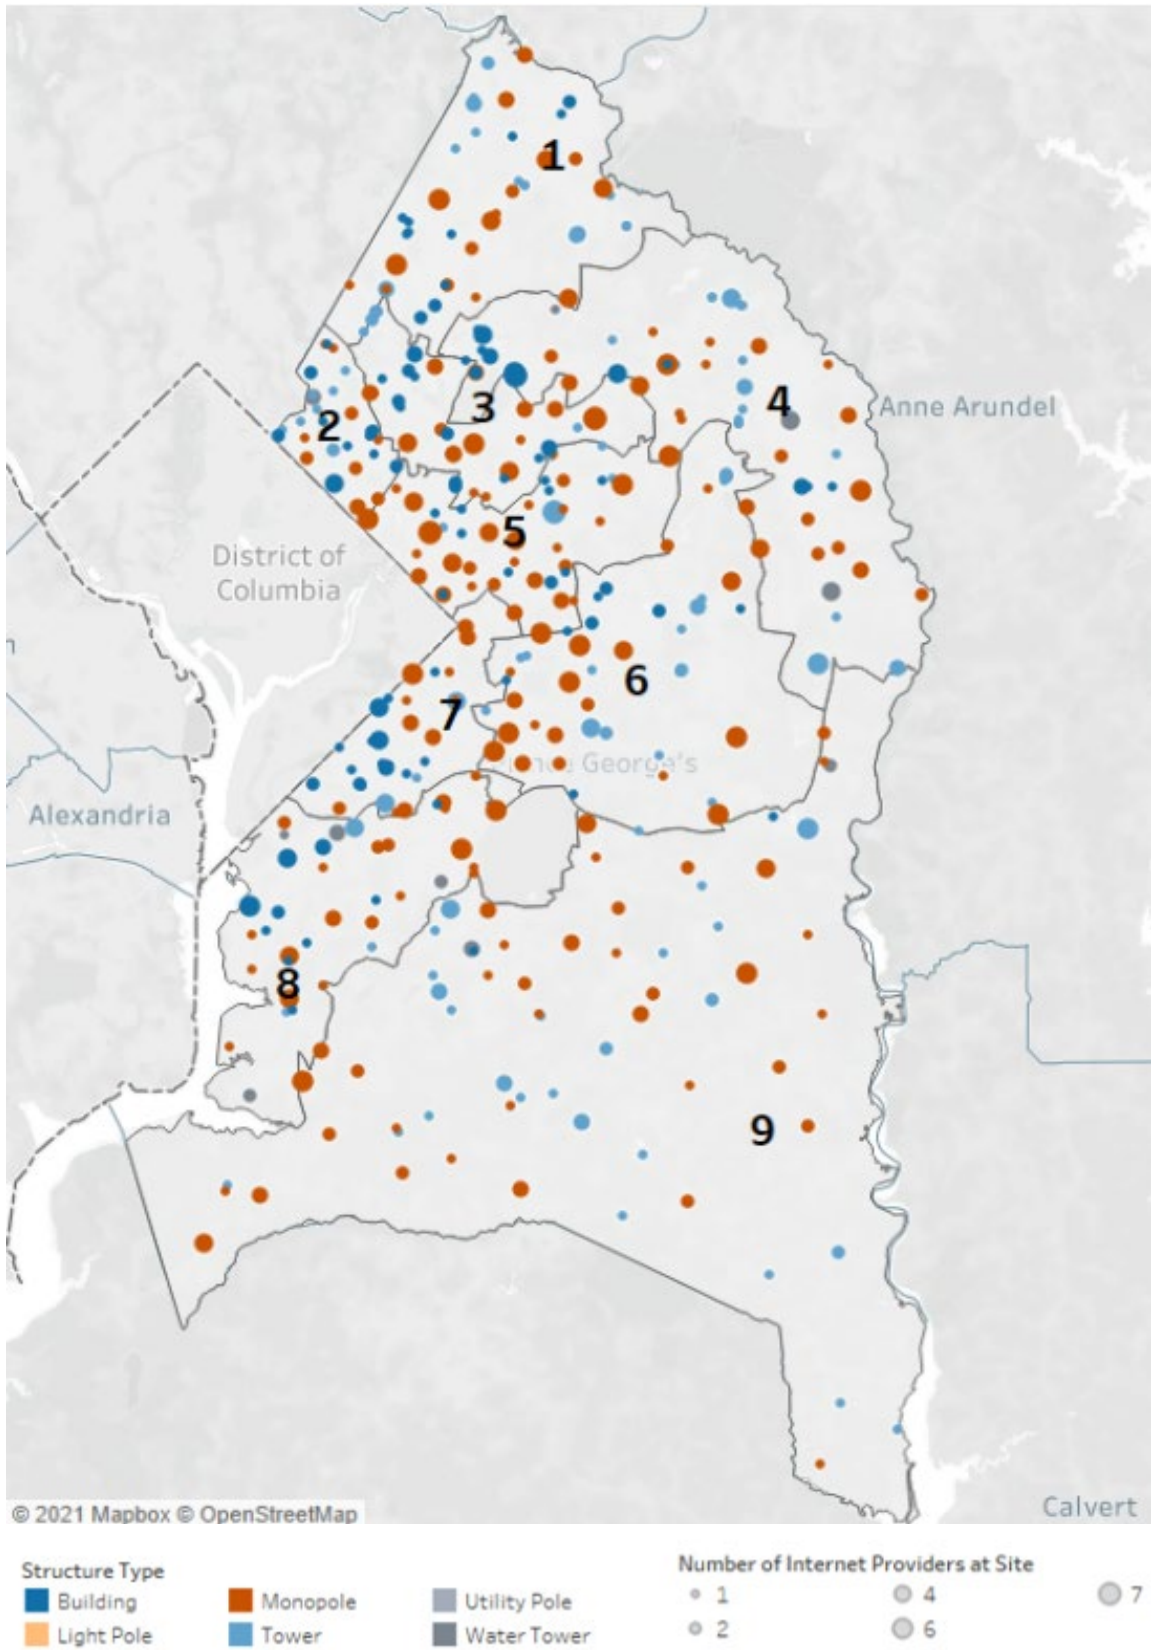 1
4
Anne Arundel
3
2
5
District of
Columbia
6
7
Prince George's
Alexandria
8
9
© 2021 Mapbox © OpenStreetMap
Calvert
Structure Type
Building
Monopole
Utility Pole
Light Pole
Tower
Water Tower
Number of Internet Providers at Site
1
4
7
2
6